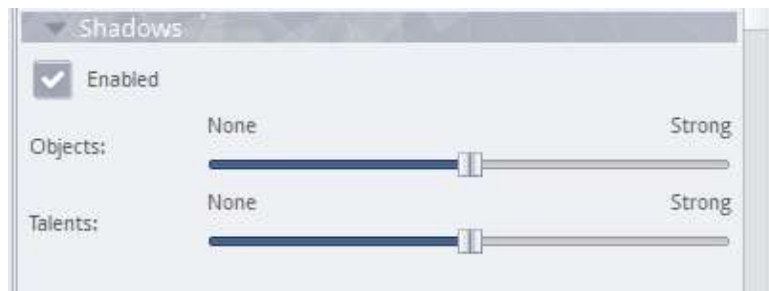 Shadows
Enabled
None Strong
Objects:
None Strong
Talents: